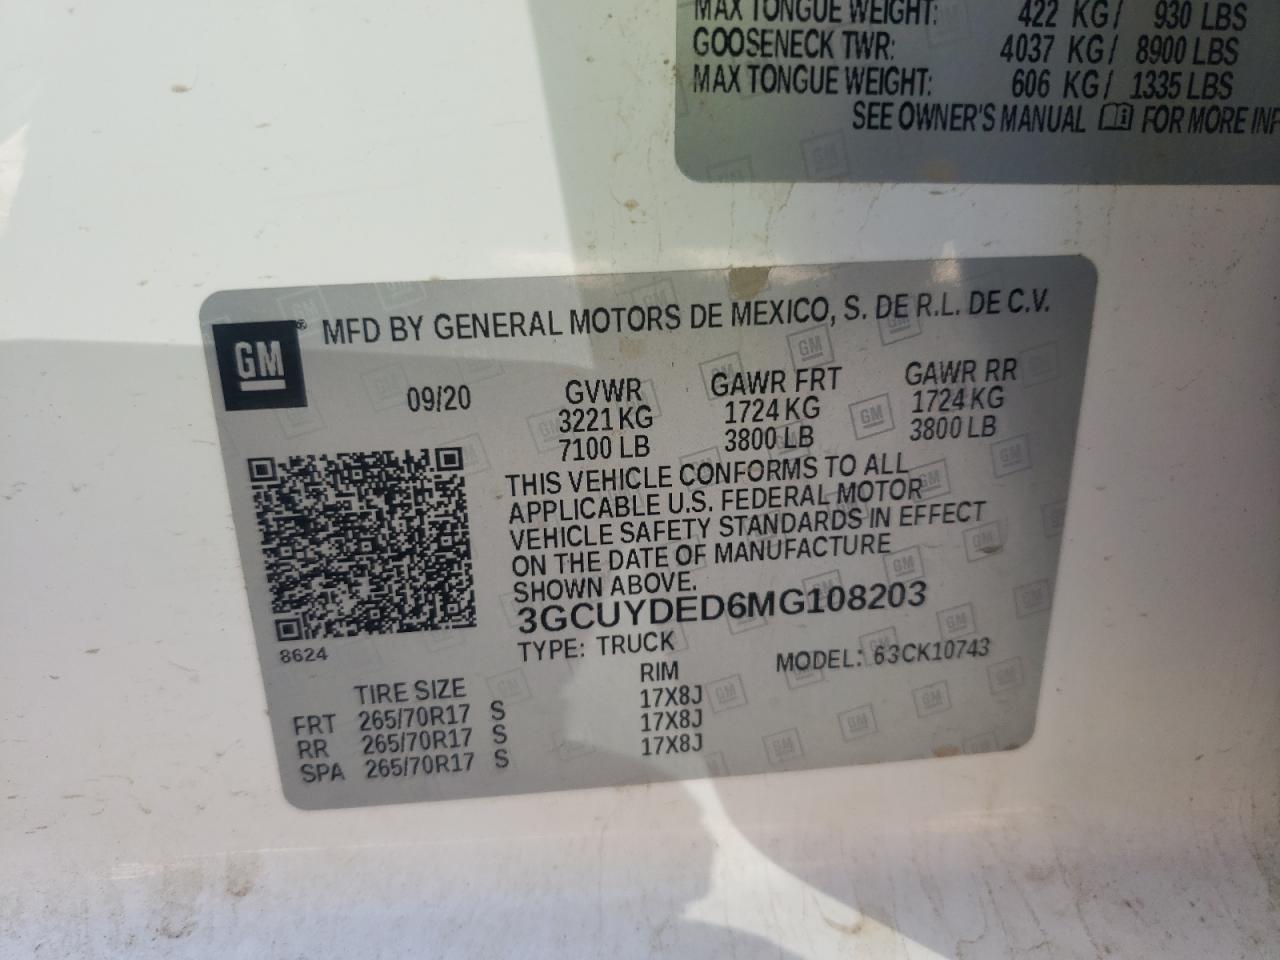 MAX TONGUE WEIGHT: 422 KG/ 930 LBS
GOOSENECK TWR: 4037 KG/ 8900 LBS
MAX TONGUE WEIGHT: 606 KG/ 1335 LBS
SEE OWNER'S MANUAL FOR MORE INF
GM ® MFD BY GENERAL MOTORS DE MEXICO, S. DE R.L. DE C.V.
09/20 GVWR GAWR FRT GAWR RR
3221 KG 1724 KG 1724 KG
7100 LB 3800 LB 3800 LB
THIS VEHICLE CONFORMS TO ALL
APPLICABLE U.S. FEDERAL MOTOR
VEHICLE SAFETY STANDARDS IN EFFECT
ON THE DATE OF MANUFACTURE
SHOWN ABOVE.
3GCUYDED6MG108203
TYPE: TRUCK MODEL: 63CK10743
8624
TIRE SIZE RIM
FRT 265/70R17 S 17X8J
RR 265/70R17 S 17X8J
SPA 265/70R17 S 17X8J